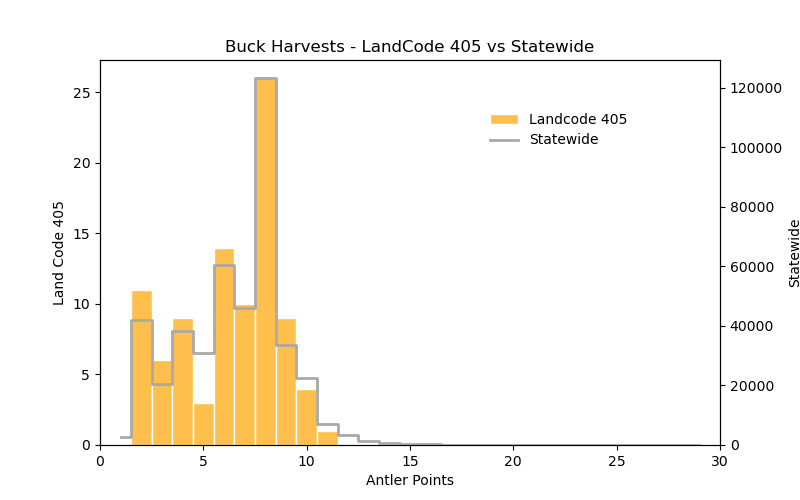 Buck Harvests - LandCode 405 vs Statewide
Land Code 405
25
20
15
10
5
0
Landcode 405
Statewide
120000
100000
80000
60000
40000
20000
0
Statewide
0 5 10 15 20 25 30
Antler Points